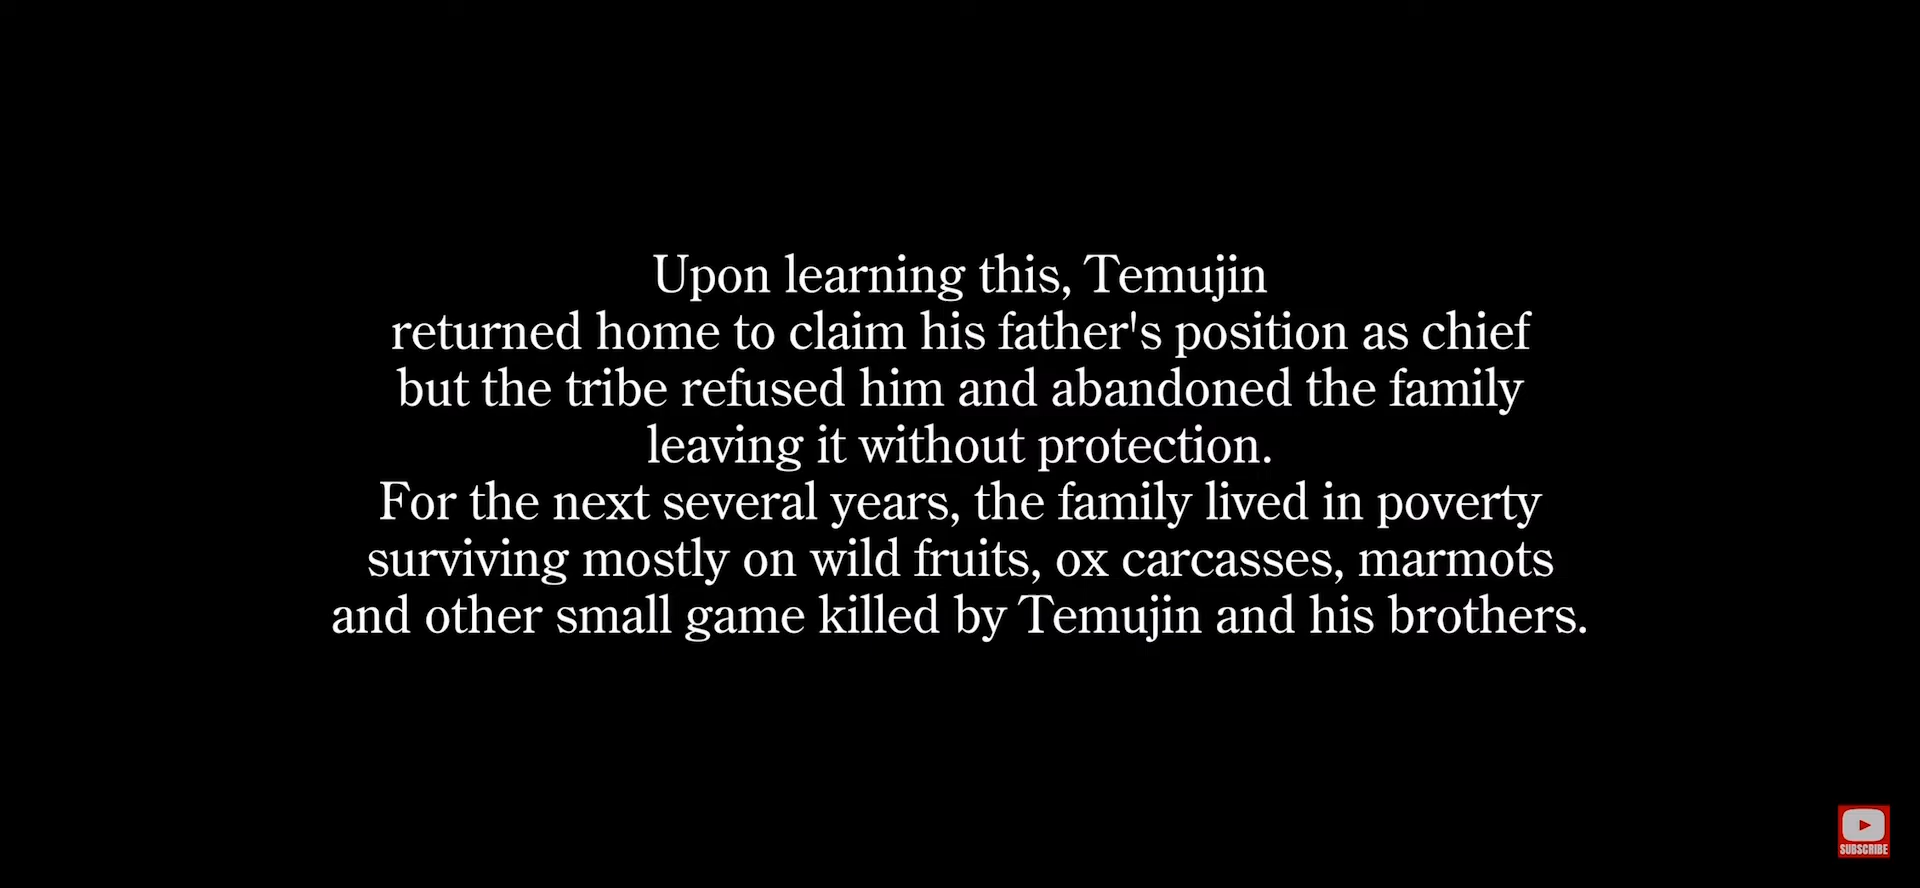 Upon learning this, Temujin
returned home to claim his father's position as chief
but the tribe refused him and abandoned the family
leaving it without protection.
For the next several years, the family lived in poverty
surviving mostly on wild fruits, ox carcasses, marmots
and other small game killed by Temujin and his brothers.
SUBSCRIBE